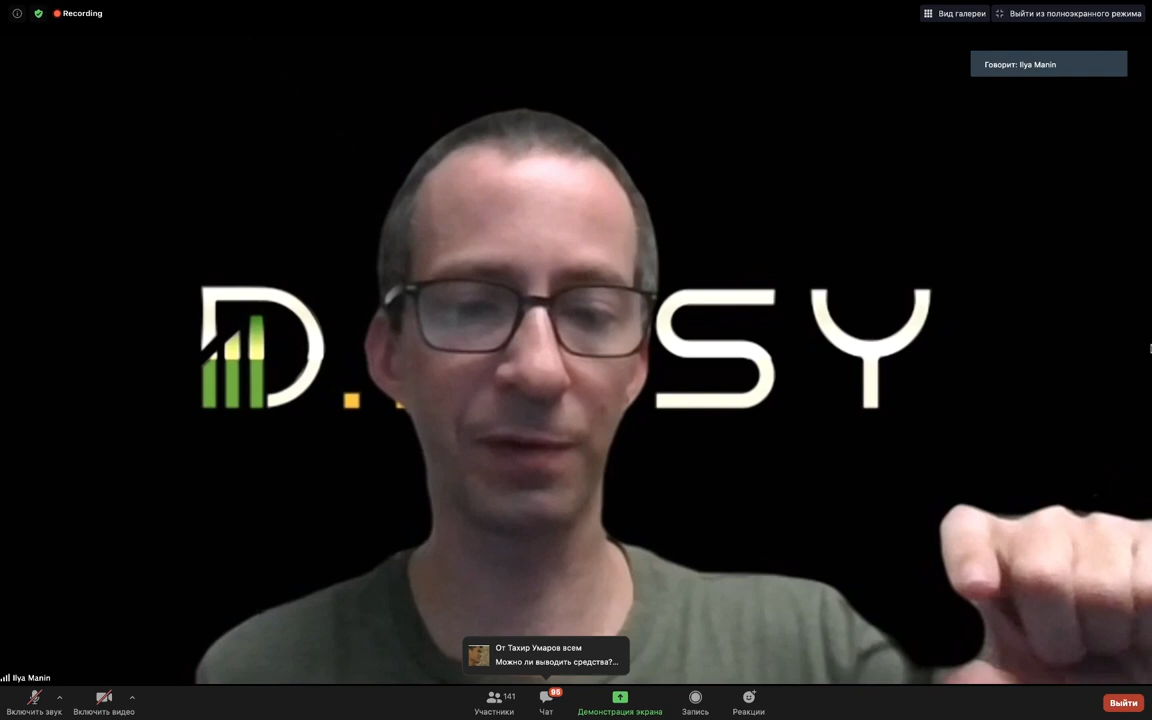 Recording
Вид галереи
Выйти из полноэкранного режима
Говорит: Ilya Manin
D.
SY
От Тахир Умаров всем
Можно ли выводить средства?...
Ilya Manin
Включить звук
Включить видео
141
Участники
96
Чат
Демонстрация экрана
Запись
Реакции
Выйти